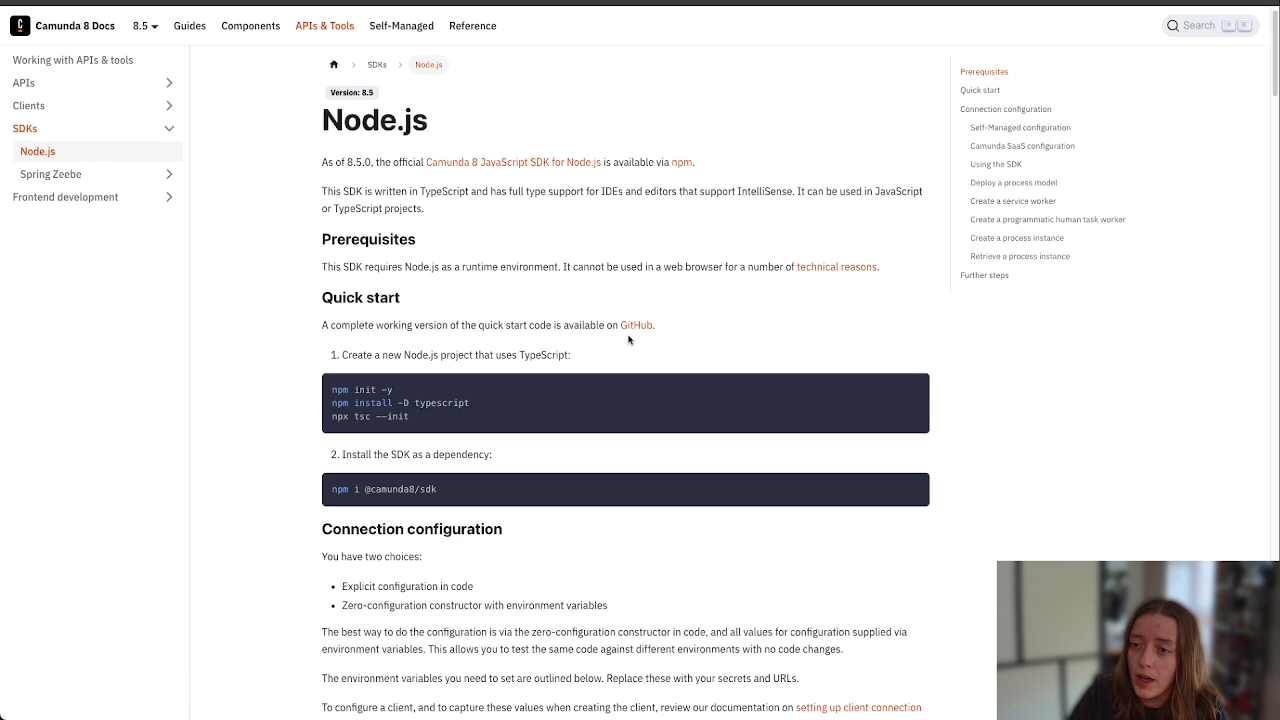 Camunda 8 Docs 8.5 Guides Components APIs & Tools Self-Managed Reference Search
Working with APIs & tools
APIs
Clients
SDKs
Node.js
Spring Zeebe
Frontend development
SDKs Node.js
Version: 8.5
Node.js
As of 8.5.0, the official Camunda 8 JavaScript SDK for Node.js is available via npm.
This SDK is written in TypeScript and has full type support for IDEs and editors that support IntelliSense. It can be used in JavaScript
or TypeScript projects.
Prerequisites
This SDK requires Node.js as a runtime environment. It cannot be used in a web browser for a number of technical reasons.
Quick start
A complete working version of the quick start code is available on GitHub.
1. Create a new Node.js project that uses TypeScript:
npm init -y
npm install -D typescript
npx tsc --init
2. Install the SDK as a dependency:
npm i @camunda8/sdk
Connection configuration
You have two choices:
• Explicit configuration in code
• Zero-configuration constructor with environment variables
The best way to do the configuration is via the zero-configuration constructor in code, and all values for configuration supplied via
environment variables. This allows you to test the same code against different environments with no code changes.
The environment variables you need to set are outlined below. Replace these with your secrets and URLs.
To configure a client, and to capture these values when creating the client, review our documentation on setting up client connection
Prerequisites
Quick start
Connection configuration
Self-Managed configuration
Camunda SaaS configuration
Using the SDK
Deploy a process model
Create a service worker
Create a programmatic human task worker
Create a process instance
Retrieve a process instance
Further steps